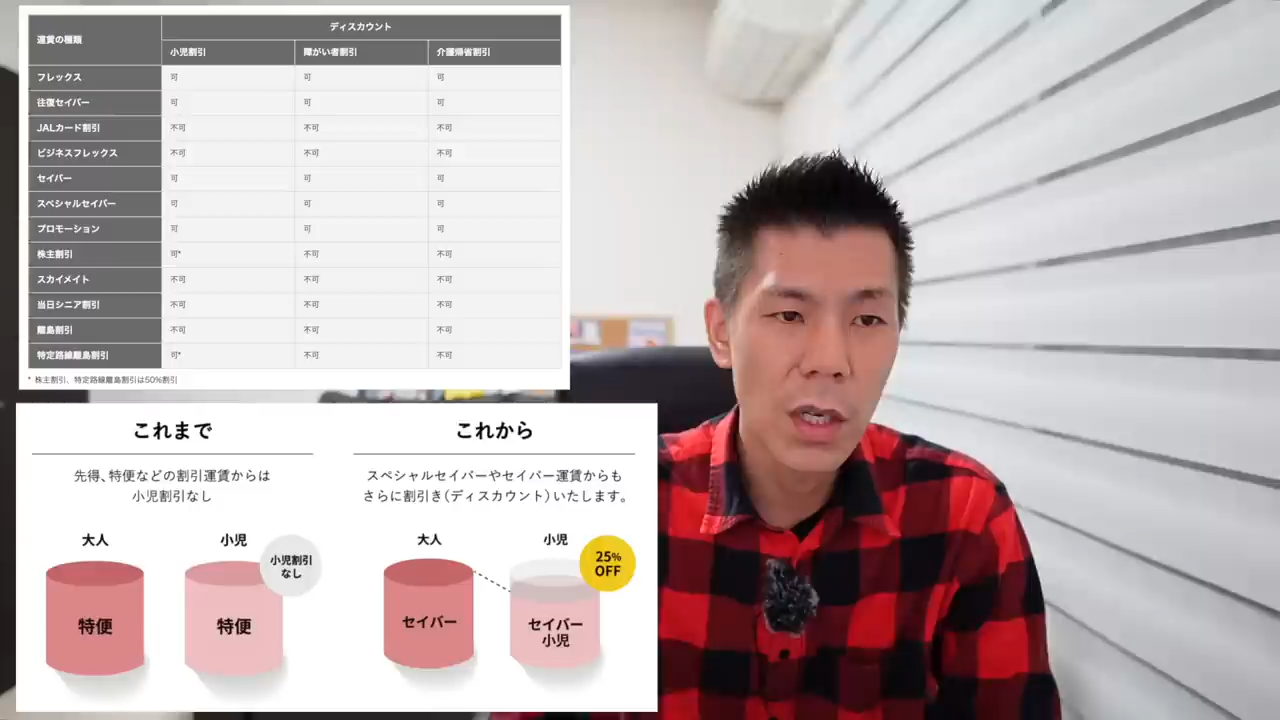 運賃の種類
ディスカウント
小児割引 障がい者割引 介護帰省割引
フレックス 可 可 可
往復セイバー 可 可 可
JALカード割引 不可 不可 不可
ビジネスフレックス 不可 不可 不可
セイバー 可 可 可
スペシャルセイバー 可 可 可
プロモーション 可 可 可
株主割引 可* 不可 不可
スカイメイト 不可 不可 不可
当日シニア割引 不可 不可 不可
離島割引 不可 不可 不可
特定路線離島割引 可* 不可 不可
* 株主割引、特定路線離島割引は50%割引
これまで
先得、特便などの割引運賃からは
小児割引なし
大人
小児
小児割引
なし
特便
特便
これから
スペシャルセイバーやセイバー運賃からも
さらに割引き(ディスカウント)いたします。
大人
小児
25%
OFF
セイバー
セイバー
小児